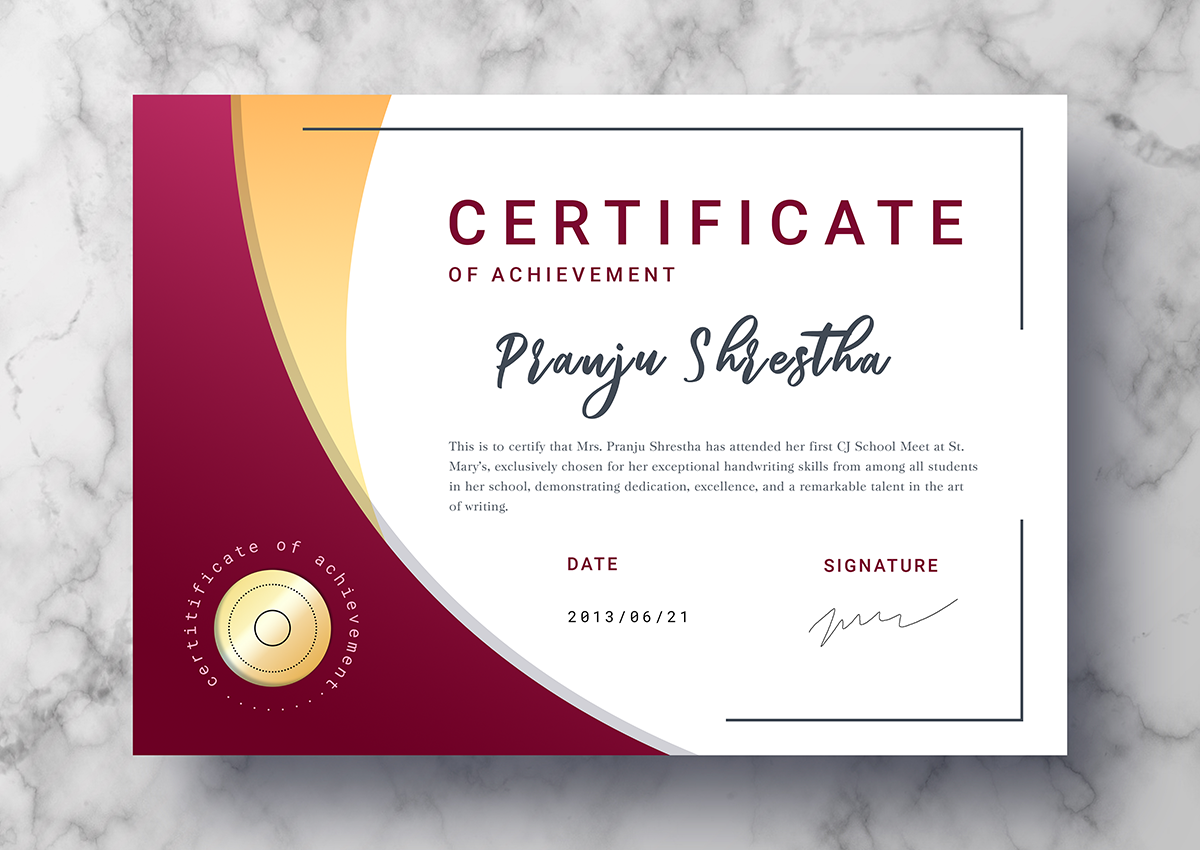 CERTIFICATE
OF ACHIEVEMENT
Pranju Shrestha
This is to certify that Mrs. Pranju Shrestha has attended her first CJ School Meet at St.
Mary's, exclusively chosen for her exceptional handwriting skills from among all students
in her school, demonstrating dedication, excellence, and a remarkable talent in the art
of writing.
DATE
SIGNATURE
2013/06/21
certitificate of achievement........